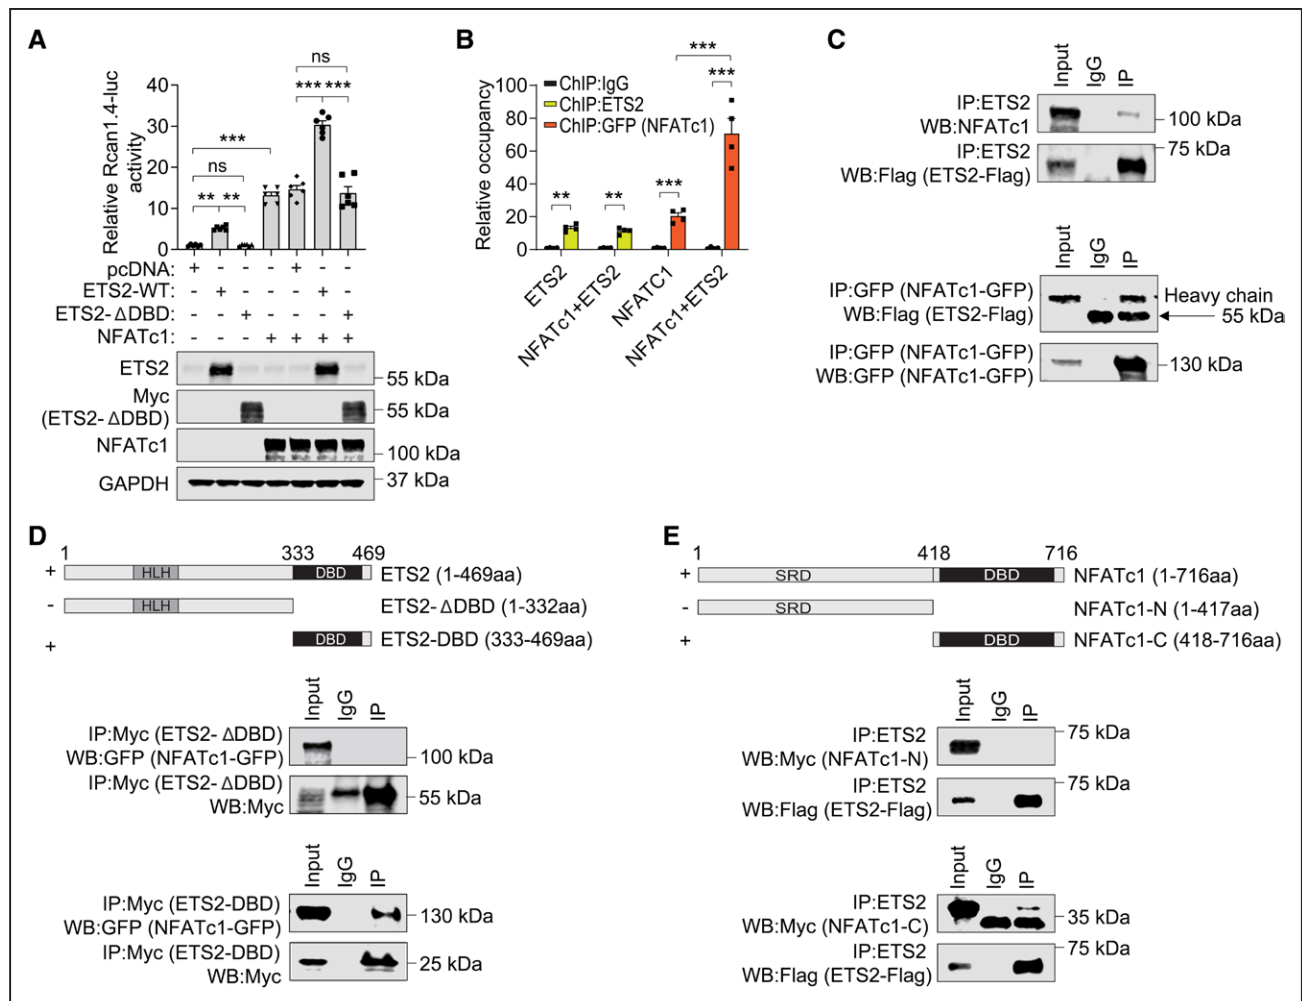 A
Relative Rcan1.4-luc
activity
40
30
20
10
0
ns
*** ***
***
ns
** **
pcDNA: - + - - + - -
ETS2-WT: - + - - - + -
ETS2-ΔDBD: - - + - - - +
NFATc1: - - - + + + +
ETS2
55 kDa
Myc
(ETS2- ΔDBD)
55 kDa
NFATc1
100 kDa
GAPDH
37 kDa
B
Relative occupancy
100
80
60
40
20
0
ChIP:IgG
ChIP:ETS2
ChIP:GFP (NFATc1)
***
***
**
**
***
ETS2
NFATc1+ETS2
NFATC1
NFATc1+ETS2
C
Input
IgG
IP
IP:ETS2
WB:NFATc1
100 kDa
IP:ETS2
WB:Flag (ETS2-Flag)
75 kDa
Input
IgG
IP
IP:GFP (NFATc1-GFP)
WB:Flag (ETS2-Flag)
Heavy chain
55 kDa
IP:GFP (NFATc1-GFP)
WB:GFP (NFATc1-GFP)
130 kDa
D
1 333 469
+ HLH DBD ETS2 (1-469aa)
- HLH ETS2- ΔDBD (1-332aa)
+ DBD ETS2-DBD (333-469aa)
Input
IgG
IP
IP:Myc (ETS2- ΔDBD)
WB:GFP (NFATc1-GFP)
100 kDa
IP:Myc (ETS2- ΔDBD)
WB:Myc
55 kDa
Input
IgG
IP
IP:Myc (ETS2-DBD)
WB:GFP (NFATc1-GFP)
130 kDa
IP:Myc (ETS2-DBD)
WB:Myc
25 kDa
E
1 418 716
+ SRD DBD NFATc1 (1-716aa)
- SRD NFATc1-N (1-417aa)
+ DBD NFATc1-C (418-716aa)
Input
IgG
IP
IP:ETS2
WB:Myc (NFATc1-N)
75 kDa
IP:ETS2
WB:Flag (ETS2-Flag)
75 kDa
Input
IgG
IP
IP:ETS2
WB:Myc (NFATc1-C)
35 kDa
IP:ETS2
WB:Flag (ETS2-Flag)
75 kDa